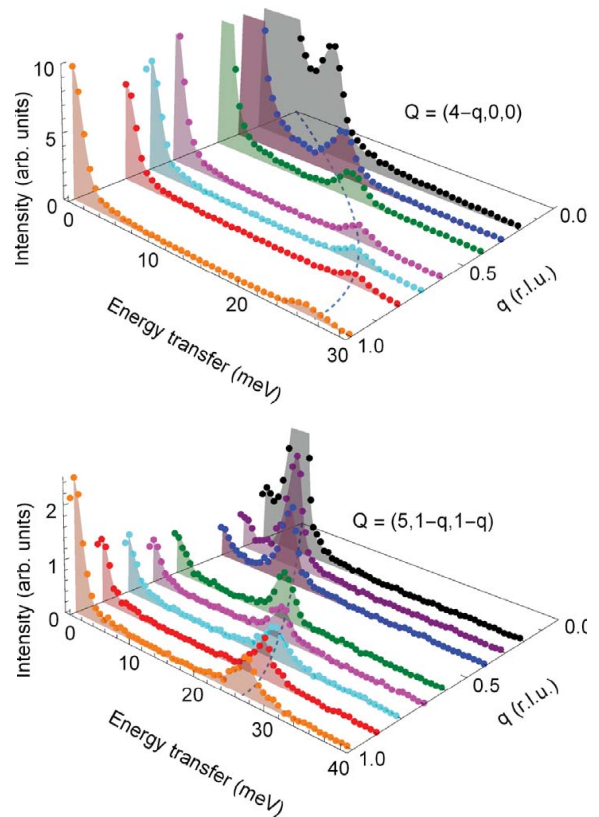 10
5
0
Intensity (arb. units)
Q = (4-q,0,0)
0
10
20
30
Energy transfer (meV)
0.0
0.5
1.0
q (r.l.u.)
2
1
0
Intensity (arb. units)
Q = (5,1-q,1-q)
0
10
20
30
40
Energy transfer (meV)
0.0
0.5
1.0
q (r.l.u.)